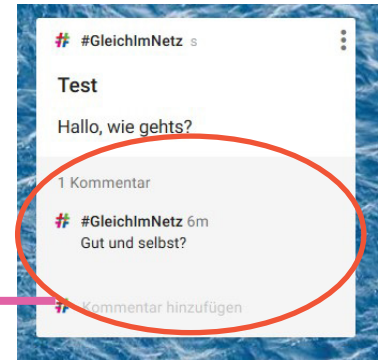 #GleichImNetz s
Test
Hallo, wie gehts?
1 Kommentar
#GleichImNetz 6m
Gut und selbst?
Kommentar hinzufügen